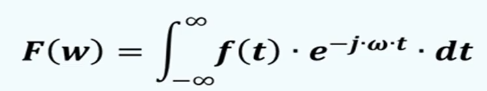 F(w) = ∫_{-∞}^{∞} f(t) · e^{-j·ω·t} · dt